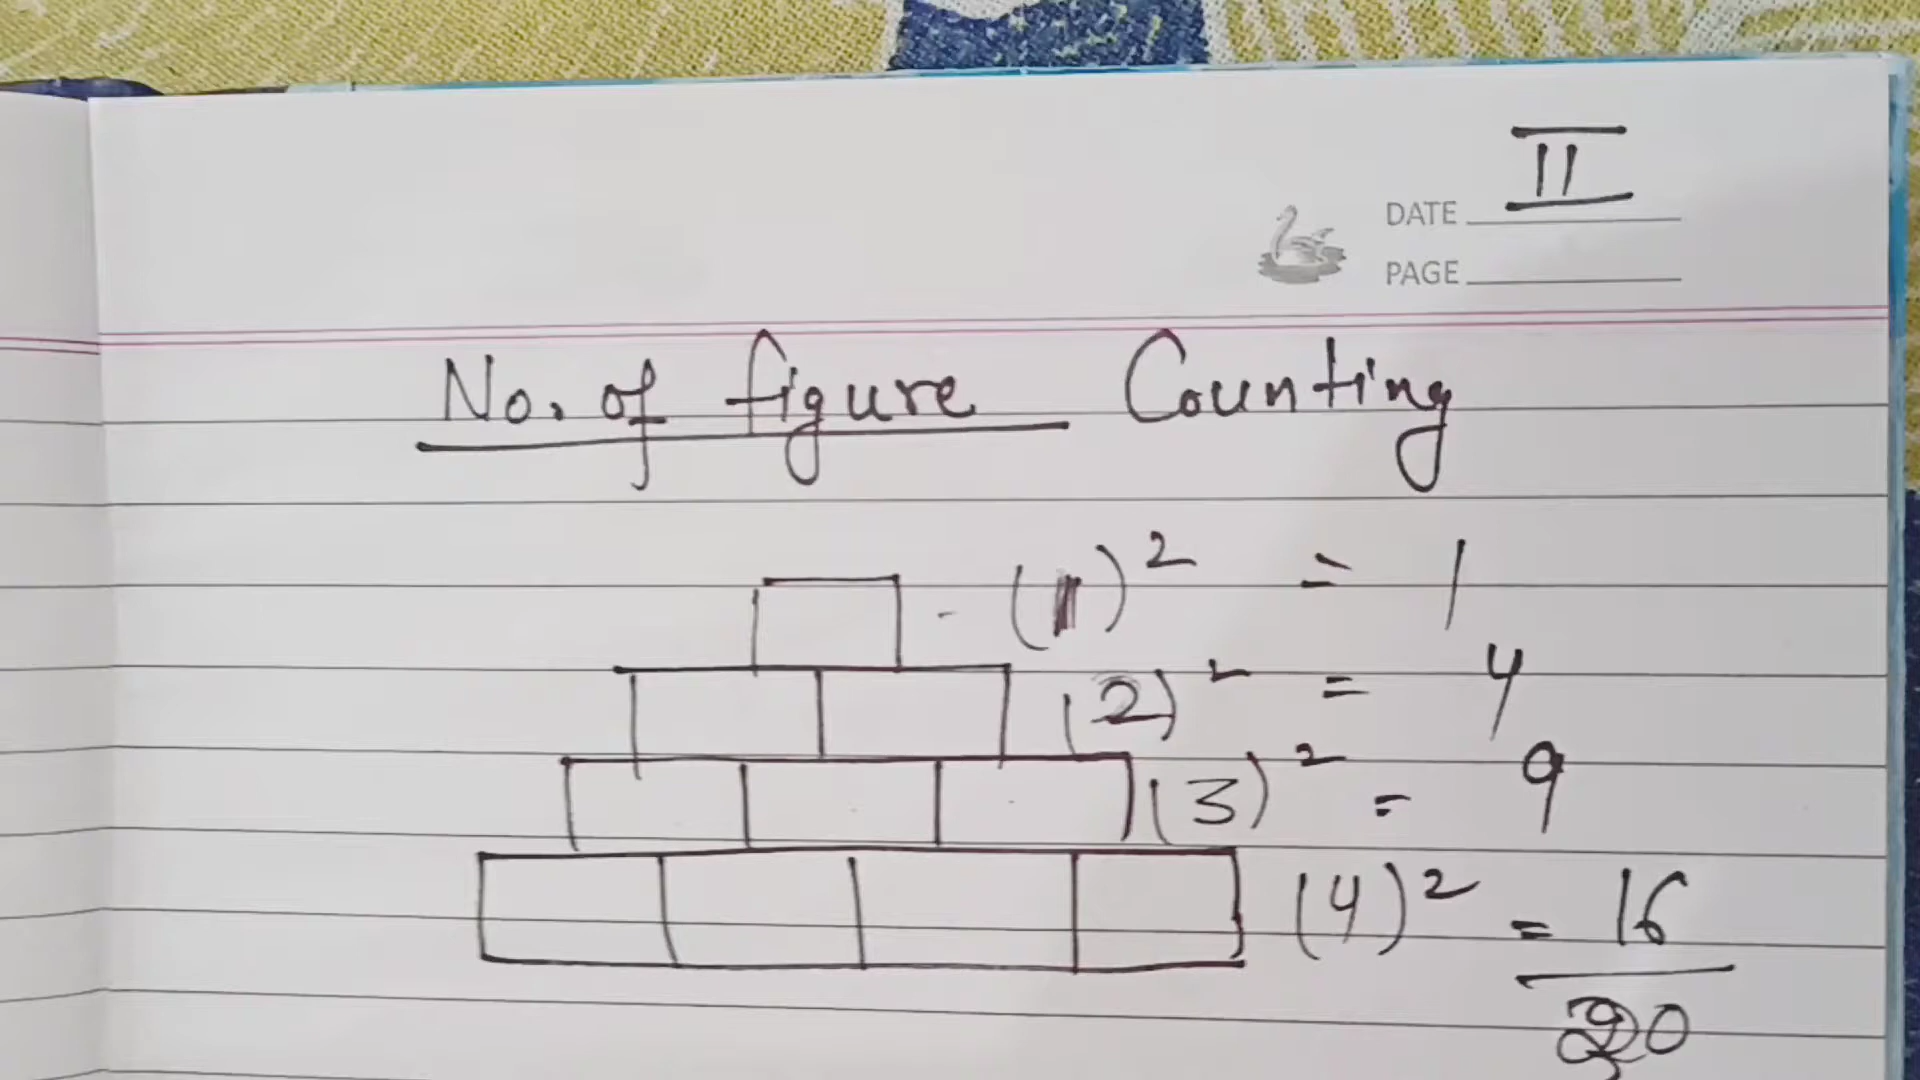 II
DATE
PAGE
No. of figure Counting
(1)² = 1
(2)² = 4
(3)² = 9
(4)² = 16